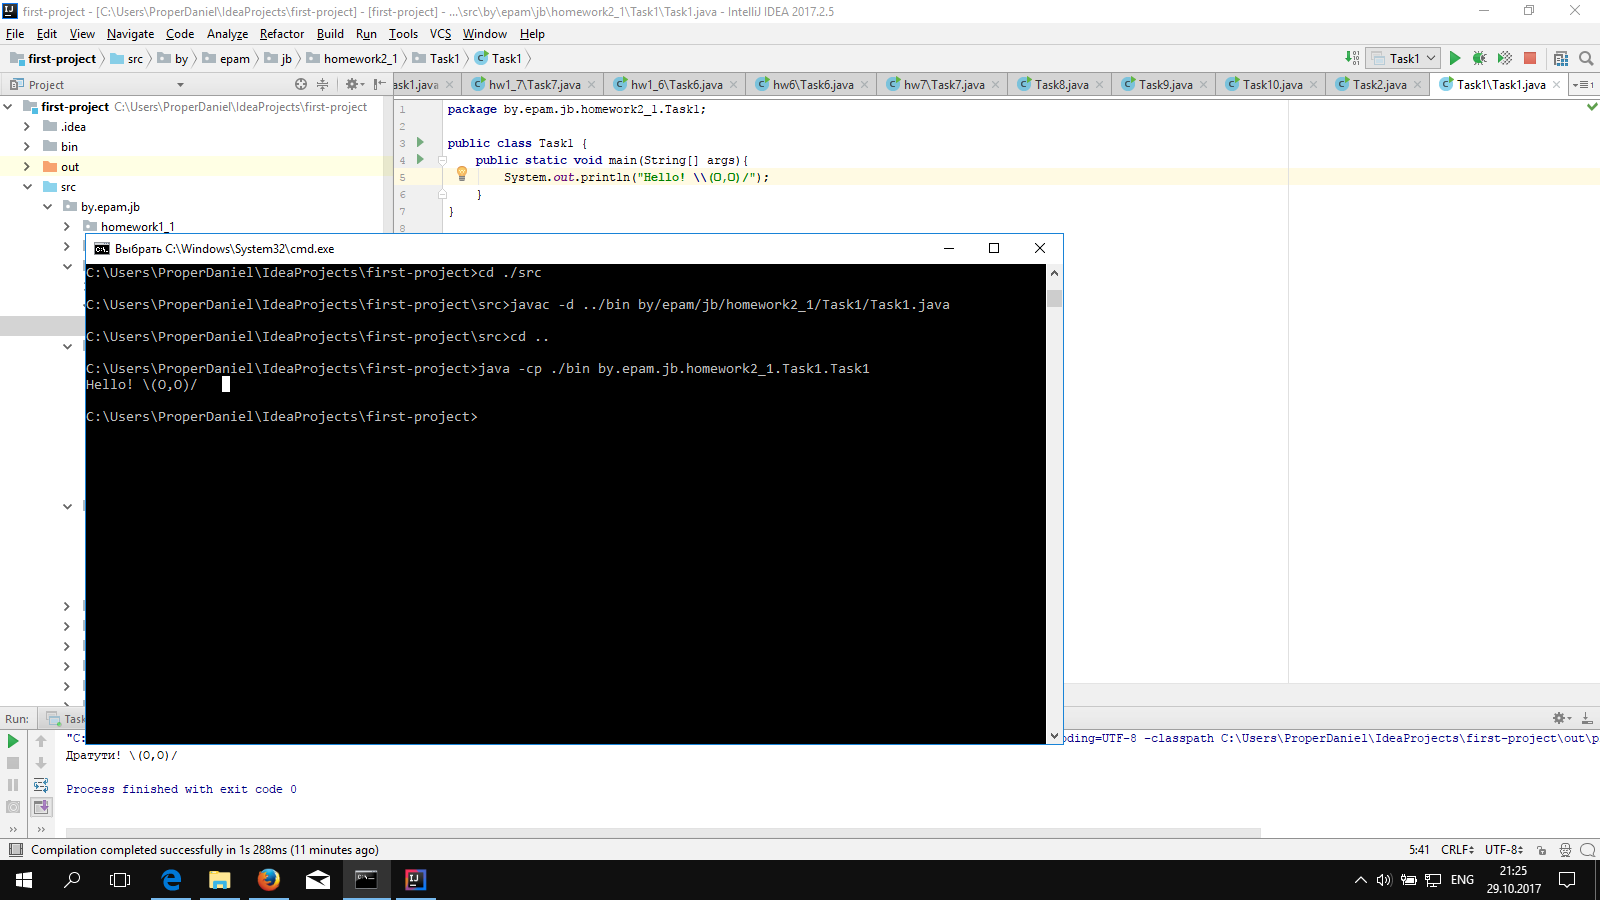 first-project - [C:\Users\ProperDaniel\IdeaProjects\first-project] - [first-project] - ...\src\by\epam\jb\homework2_1\Task1\Task1.java - IntelliJ IDEA 2017.2.5
File Edit View Navigate Code Analyze Refactor Build Run Tools VCS Window Help
first-project src by epam jb homework2_1 Task1 Task1 Task1
Project ask1.java hw1_7\Task7.java hw1_6\Task6.java hw6\Task6.java hw7\Task7.java Task8.java Task9.java Task10.java Task2.java Task1\Task1.java
first-project C:\Users\ProperDaniel\IdeaProjects\first-project
.idea
bin
out
src
by.epam.jb
homework1_1
1 package by.epam.jb.homework2_1.Task1;
2
3 public class Task1 {
4 public static void main(String[] args){
5 System.out.println("Hello! \\(O,O)/");
6 }
7 }
8
Выбрать C:\Windows\System32\cmd.exe
C:\Users\ProperDaniel\IdeaProjects\first-project>cd ./src
C:\Users\ProperDaniel\IdeaProjects\first-project\src>javac -d ../bin by/epam/jb/homework2_1/Task1/Task1.java
C:\Users\ProperDaniel\IdeaProjects\first-project\src>cd ..
C:\Users\ProperDaniel\IdeaProjects\first-project>java -cp ./bin by.epam.jb.homework2_1.Task1.Task1
Hello! \(O,O)/
C:\Users\ProperDaniel\IdeaProjects\first-project>
Run: Task
"C: oding=UTF-8 -classpath C:\Users\ProperDaniel\IdeaProjects\first-project\out\p
Дратути! \(O,O)/
Process finished with exit code 0
Compilation completed successfully in 1s 288ms (11 minutes ago) 5:41 CRLF UTF-8
ENG 21:25
29.10.2017